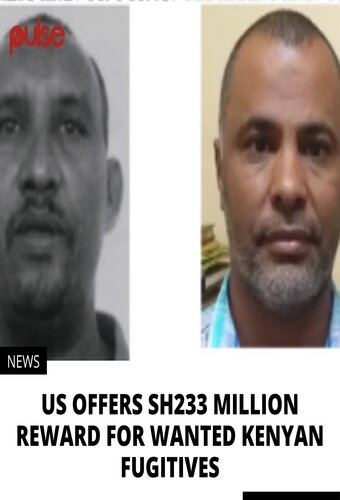 pulse
NEWS
US OFFERS SH233 MILLION
REWARD FOR WANTED KENYAN
FUGITIVES